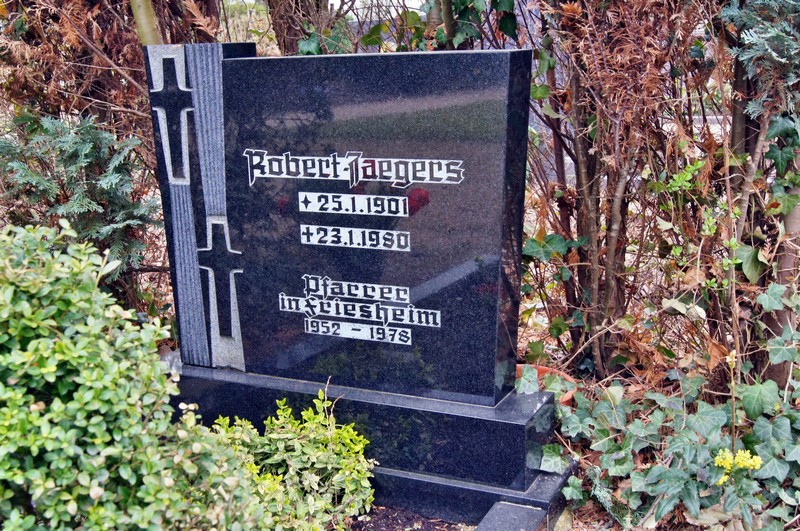 Robert Jaegers
✦ 25.1.1901
✝ 23.1.1980
Pfarrer
in Friesheim
1952 - 1978